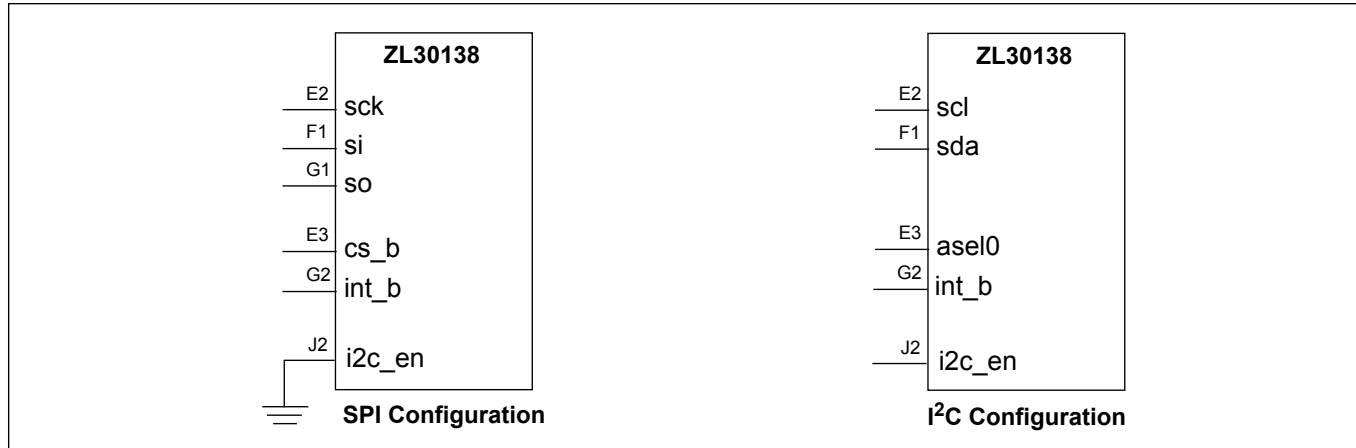 ZL30138
E2 sck
F1 si
G1 so
E3 cs_b
G2 int_b
J2 i2c_en
SPI Configuration
ZL30138
E2 scl
F1 sda
E3 asel0
G2 int_b
J2 i2c_en
I²C Configuration